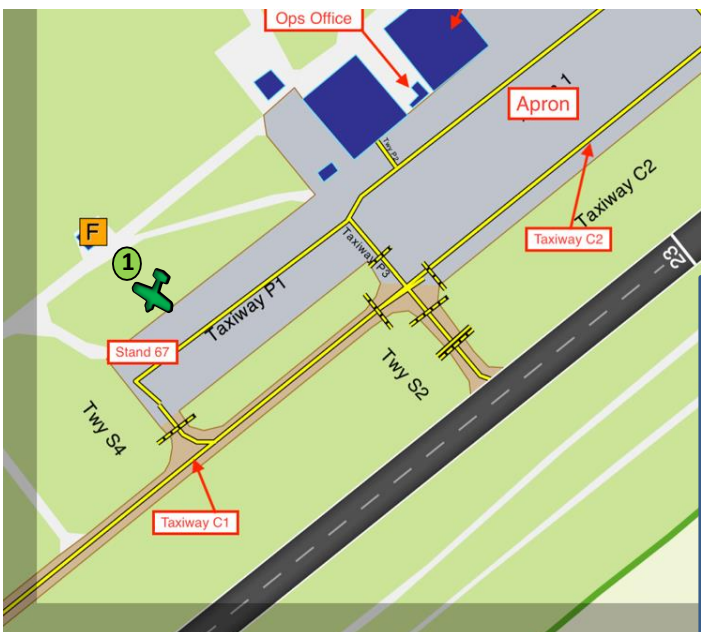 Ops Office
Apron
1
Twy P2
Taxiway C2
Taxiway C2
F
1
Taxiway P3
23
Taxiway P1
Stand 67
Twy S2
Twy S4
Taxiway C1